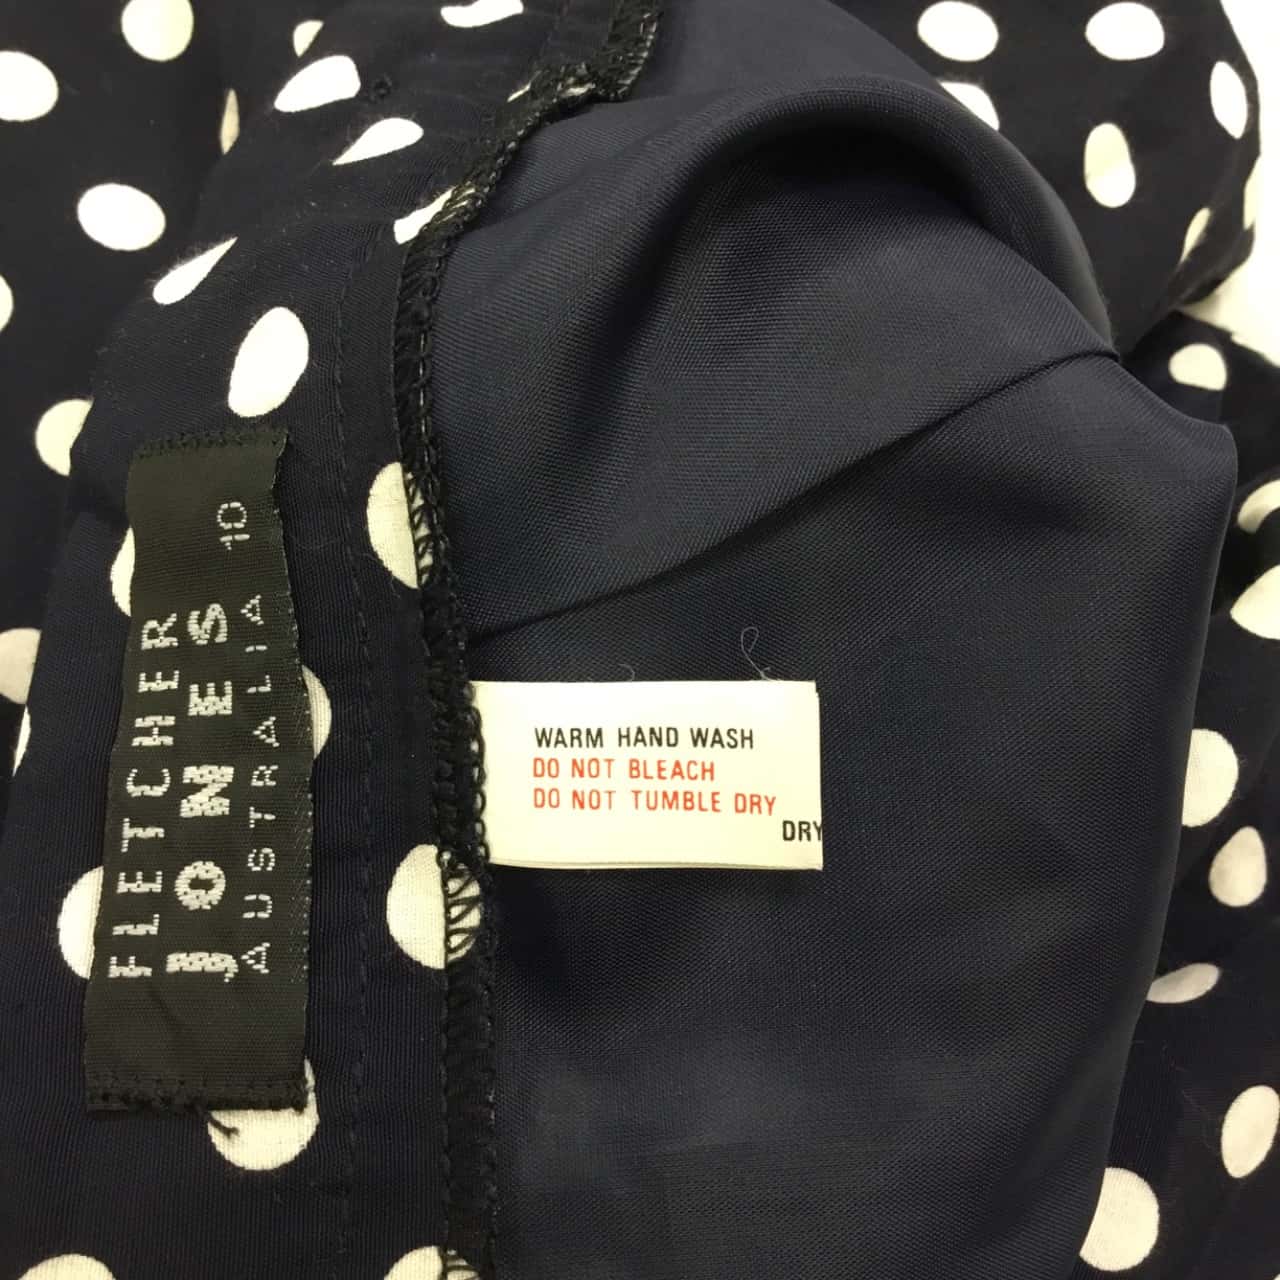 FLETCHER
JONES
AUSTRALIA 10
WARM HAND WASH
DO NOT BLEACH
DO NOT TUMBLE DRY
DRY